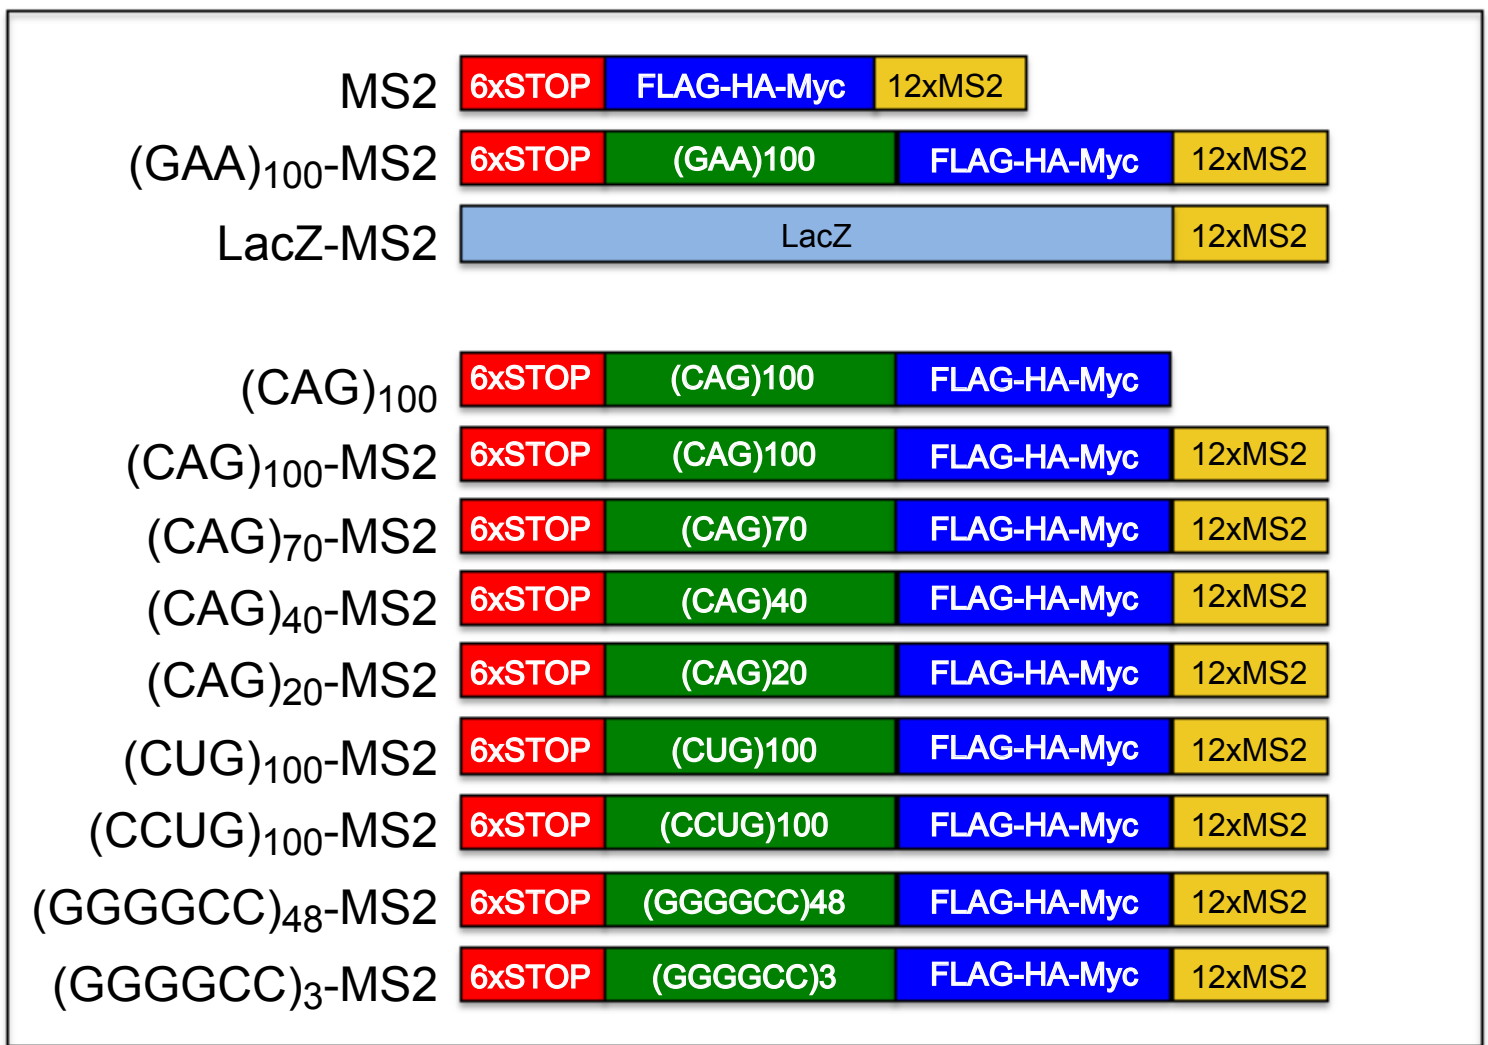 MS2 6xSTOP FLAG-HA-Myc 12xMS2
(GAA)100-MS2 6xSTOP (GAA)100 FLAG-HA-Myc 12xMS2
LacZ-MS2 LacZ 12xMS2
(CAG)100 6xSTOP (CAG)100 FLAG-HA-Myc
(CAG)100-MS2 6xSTOP (CAG)100 FLAG-HA-Myc 12xMS2
(CAG)70-MS2 6xSTOP (CAG)70 FLAG-HA-Myc 12xMS2
(CAG)40-MS2 6xSTOP (CAG)40 FLAG-HA-Myc 12xMS2
(CAG)20-MS2 6xSTOP (CAG)20 FLAG-HA-Myc 12xMS2
(CUG)100-MS2 6xSTOP (CUG)100 FLAG-HA-Myc 12xMS2
(CCUG)100-MS2 6xSTOP (CCUG)100 FLAG-HA-Myc 12xMS2
(GGGGCC)48-MS2 6xSTOP (GGGGCC)48 FLAG-HA-Myc 12xMS2
(GGGGCC)3-MS2 6xSTOP (GGGGCC)3 FLAG-HA-Myc 12xMS2